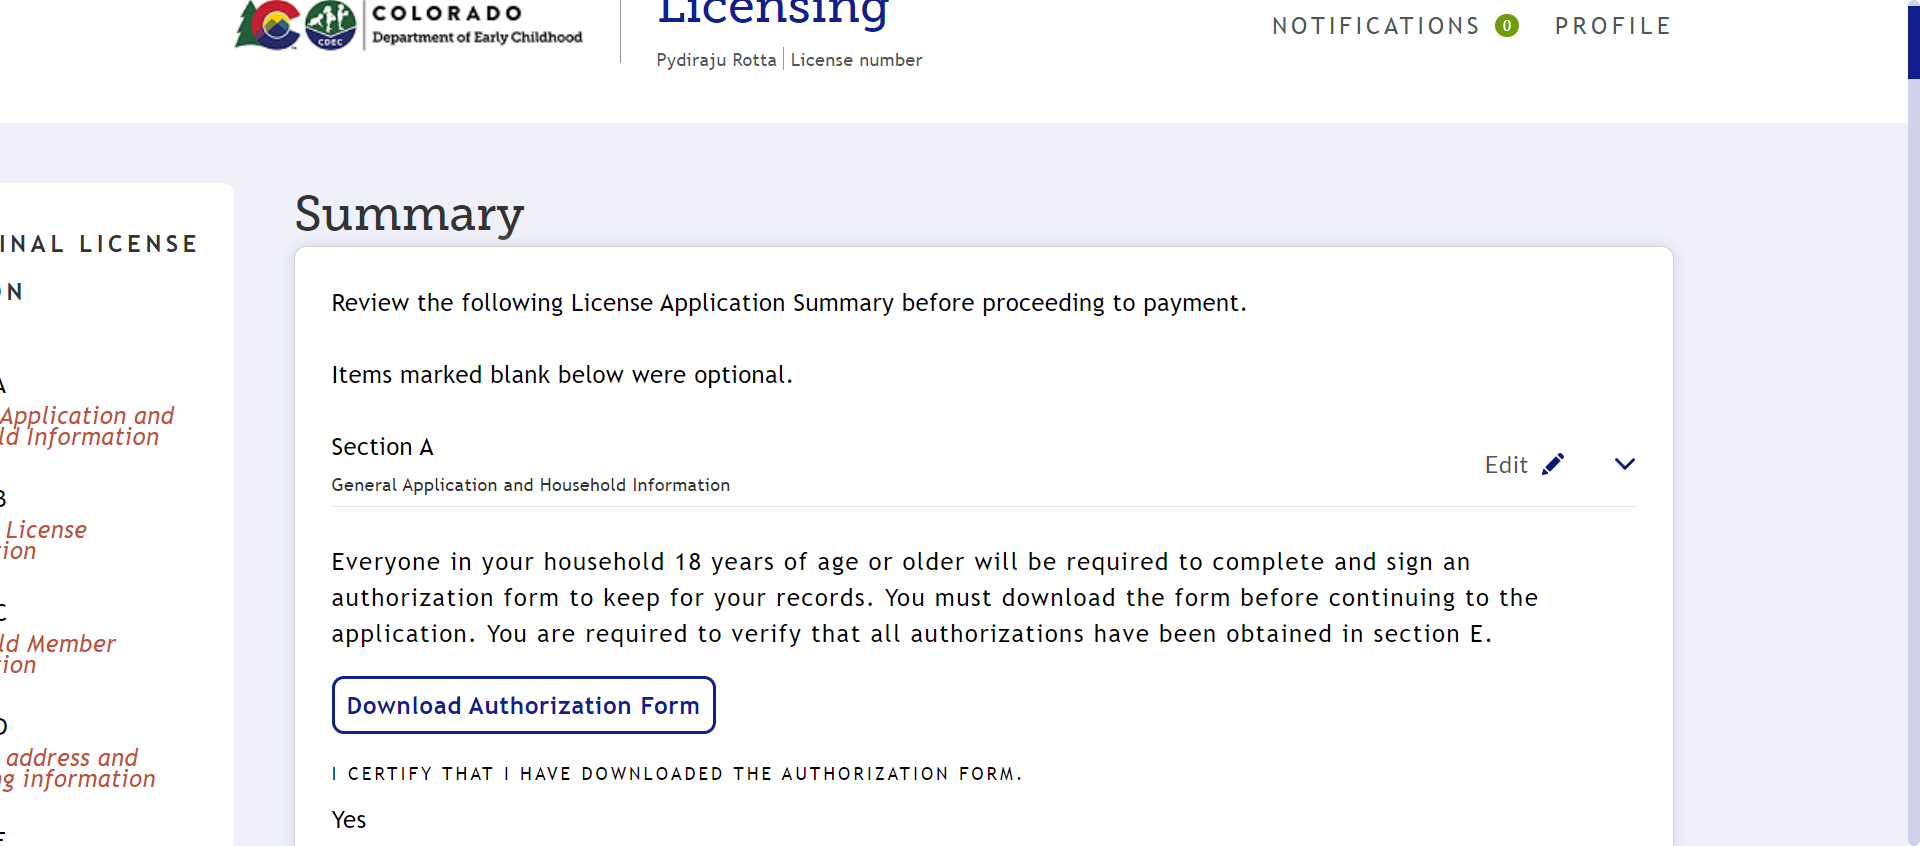 COLORADO
Department of Early Childhood
CDEC
Licensing
Pydiraju Rotta | License number
NOTIFICATIONS 0 PROFILE
INAL LICENSE
ON
A
Application and
ld Information
B
License
tion
C
ld Member
tion
D
address and
ng information
Summary
Review the following License Application Summary before proceeding to payment.
Items marked blank below were optional.
Section A
General Application and Household Information
Edit
Everyone in your household 18 years of age or older will be required to complete and sign an
authorization form to keep for your records. You must download the form before continuing to the
application. You are required to verify that all authorizations have been obtained in section E.
Download Authorization Form
I CERTIFY THAT I HAVE DOWNLOADED THE AUTHORIZATION FORM.
Yes